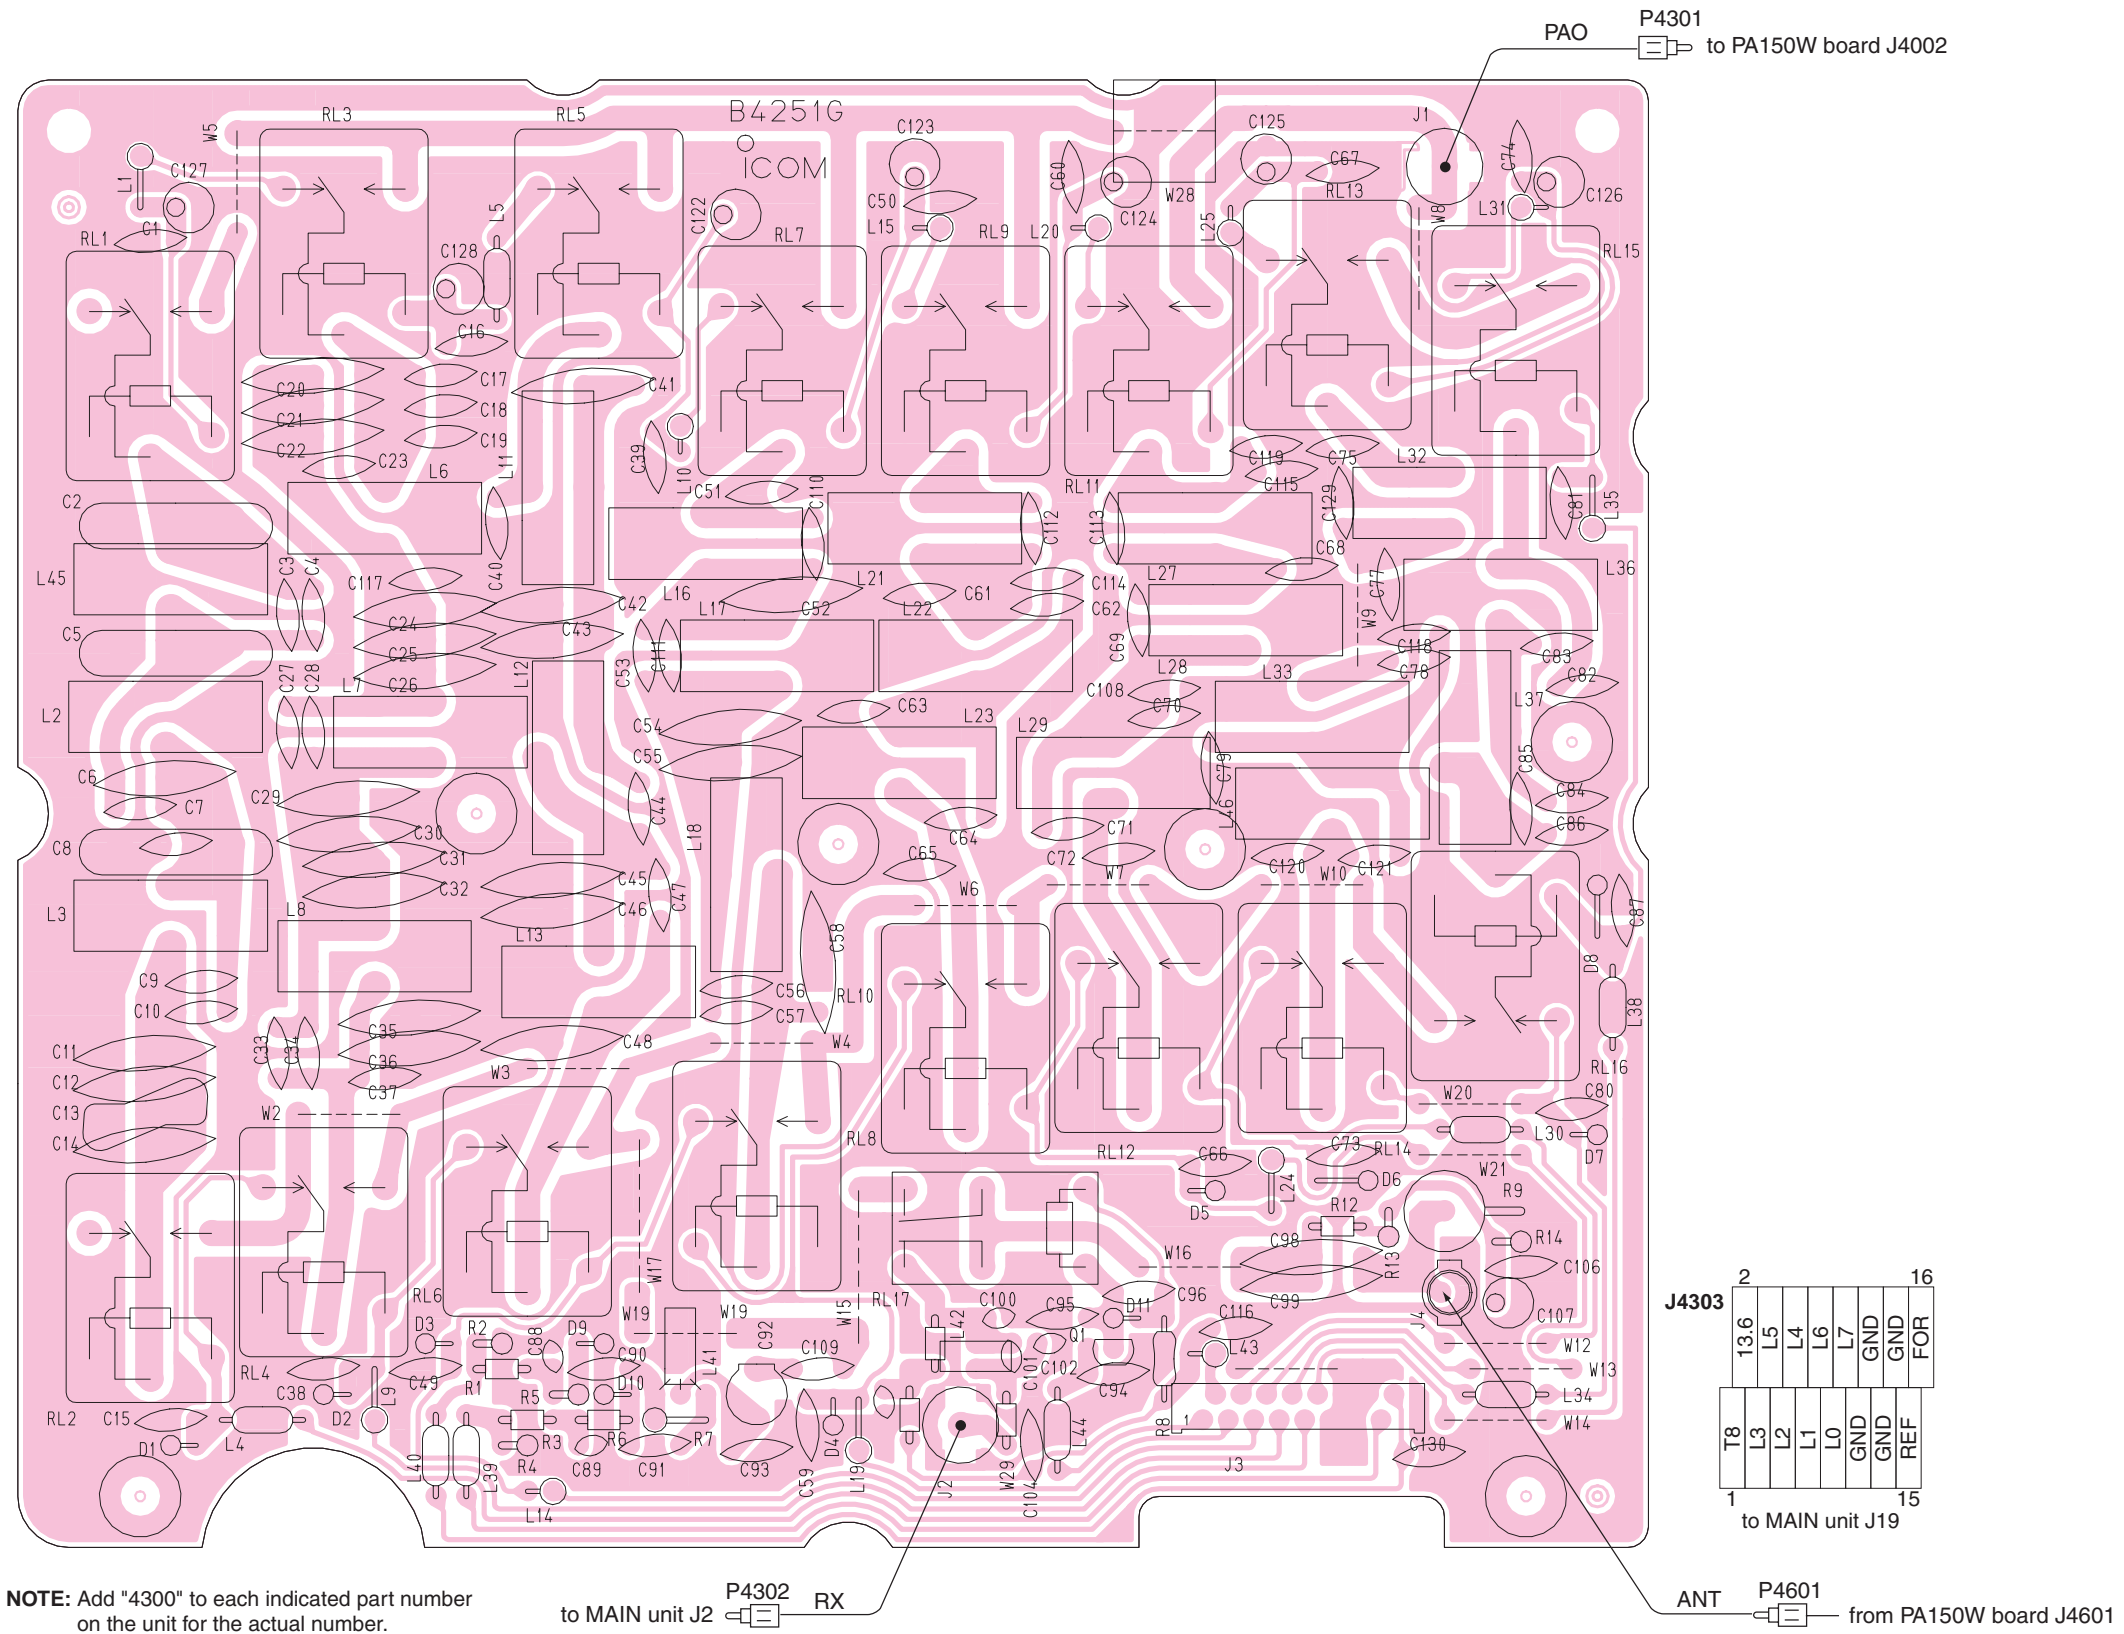 P4301
PAO
to PA150W board J4002
B4251G
iCOM
RL3
RL5
C123
C125
J1
W5
C127
L1
C1
RL1
L5
C128
C122
C50
L15
RL7
RL9
C60
L20
C124
W28
L25
C67
RL13
W8
C74
L31
C126
RL15
C16
C20
C17
C41
C21
C18
C22
C19
C23
L6
L11
C39
L10
C51
C110
RL11
C112
C113
C119
C75
C115
C129
L32
C81
L35
C2
L45
C3
C4
C117
C40
C42
L16
L17
C52
L21
C61
L22
C114
C62
L27
C68
W9
C77
L36
C5
C24
C43
C25
C26
C53
C111
C69
C118
C78
C83
C82
C27
C28
L7
L12
L2
C108
L28
C70
L33
L37
C54
C63
L23
L29
C55
C79
C85
C6
C7
C29
C44
L18
L46
C84
C86
C30
C64
C71
C8
C31
C65
C72
C120
C121
C32
C45
C46
C47
W6
W7
W10
L3
L8
L13
C58
C87
D8
C9
C10
C56
C57
RL10
L38
C11
C12
C33
C34
C35
C36
C37
C48
W4
RL16
C13
W2
W3
W20
C80
C14
RL8
RL12
C66
C73
RL14
L30
D7
W21
D5
L24
D6
R12
R9
R14
W16
C98
R13
C106
RL6
W17
RL17
C96
C99
C107
W15
C100
C95
D11
C116
J4
D3
R2
C88
D9
W19
W19
C92
L42
Q1
L43
W12
RL4
C49
C90
L41
C109
C101
C102
C94
W13
C38
L9
R1
R5
D10
L34
RL2
C15
D2
W14
D1
L4
R3
R6
R7
D4
R8
1
L40
L39
R4
C89
C91
C93
C59
L19
J2
W29
C104
L44
J3
C130
L14
J4303
2
16
13.6
L5
L4
L6
L7
GND
GND
FOR
T8
L3
L2
L1
L0
GND
GND
REF
1
15
to MAIN unit J19
NOTE: Add "4300" to each indicated part number
on the unit for the actual number.
to MAIN unit J2
P4302
RX
ANT
P4601
from PA150W board J4601